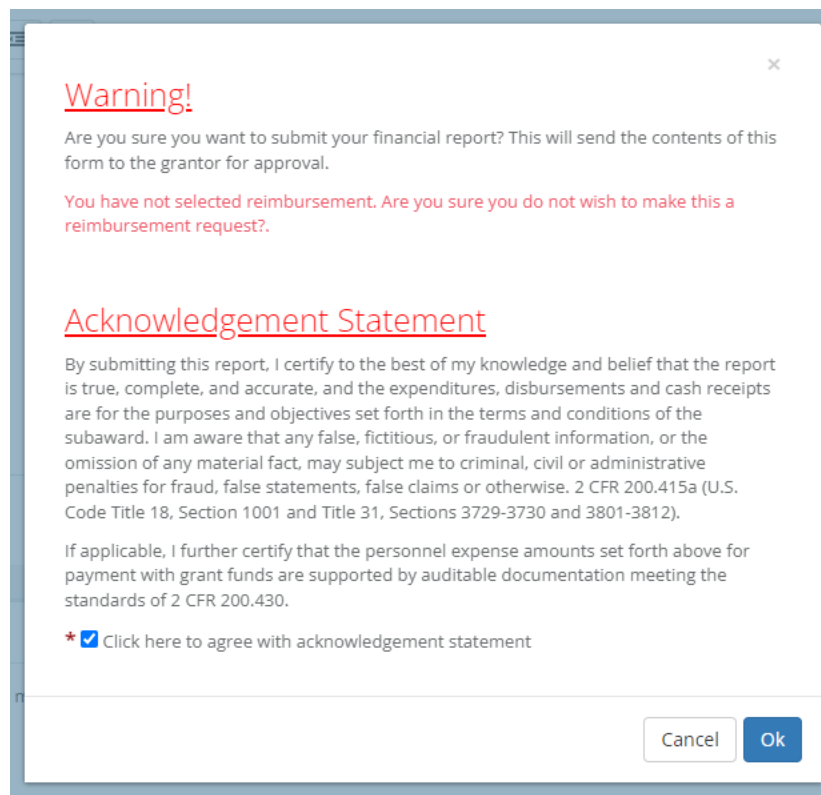 ×
Warning!
Are you sure you want to submit your financial report? This will send the contents of this
form to the grantor for approval.
You have not selected reimbursement. Are you sure you do not wish to make this a
reimbursement request?.
Acknowledgement Statement
By submitting this report, I certify to the best of my knowledge and belief that the report
is true, complete, and accurate, and the expenditures, disbursements and cash receipts
are for the purposes and objectives set forth in the terms and conditions of the
subaward. I am aware that any false, fictitious, or fraudulent information, or the
omission of any material fact, may subject me to criminal, civil or administrative
penalties for fraud, false statements, false claims or otherwise. 2 CFR 200.415a (U.S.
Code Title 18, Section 1001 and Title 31, Sections 3729-3730 and 3801-3812).
If applicable, I further certify that the personnel expense amounts set forth above for
payment with grant funds are supported by auditable documentation meeting the
standards of 2 CFR 200.430.
* Click here to agree with acknowledgement statement
Cancel Ok